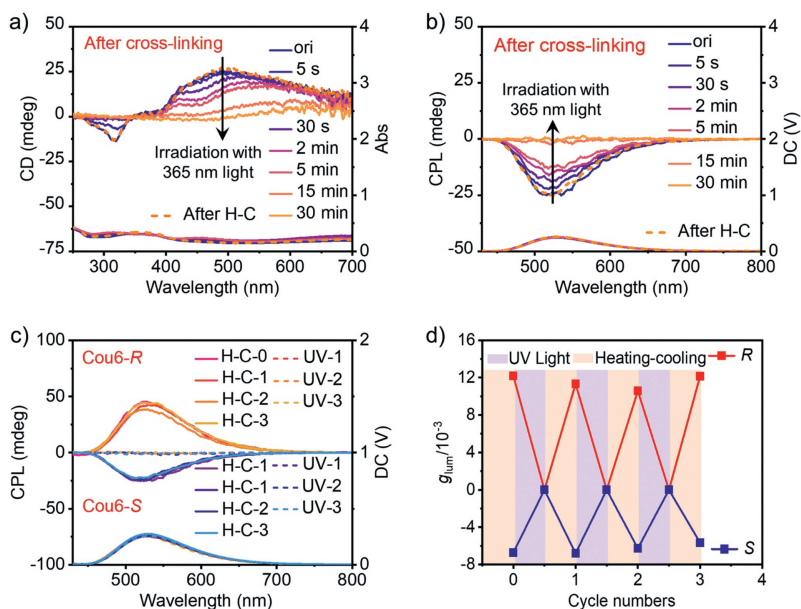 a)
After cross-linking
ori
5 s
30 s
2 min
5 min
15 min
30 min
Irradiation with
365 nm light
After H-C
CD (mdeg)
50
25
0
25
50
-75
Abs
4
3
2
1
0
300
400
500
600
700
Wavelength (nm)
b)
After cross-linking
ori
5 s
30 s
2 min
5 min
15 min
30 min
Irradiation with
365 nm light
After H-C
CPL (mdeg)
50
25
0
-25
-50
DC (V)
4
3
2
1
0
500
600
700
800
Wavelength (nm)
c)
Cou6-R
H-C-0
H-C-1
H-C-2
H-C-3
UV-1
UV-2
UV-3
H-C-1
H-C-1
H-C-2
H-C-3
UV-1
UV-2
UV-3
Cou6-S
CPL (mdeg)
100
50
0
-50
-100
DC (V)
2
1
0
500
600
700
800
Wavelength (nm)
d)
UV Light
Heating-cooling
R
S
glum/10⁻³
12
8
4
0
-4
-8
0
1
2
3
4
Cycle numbers